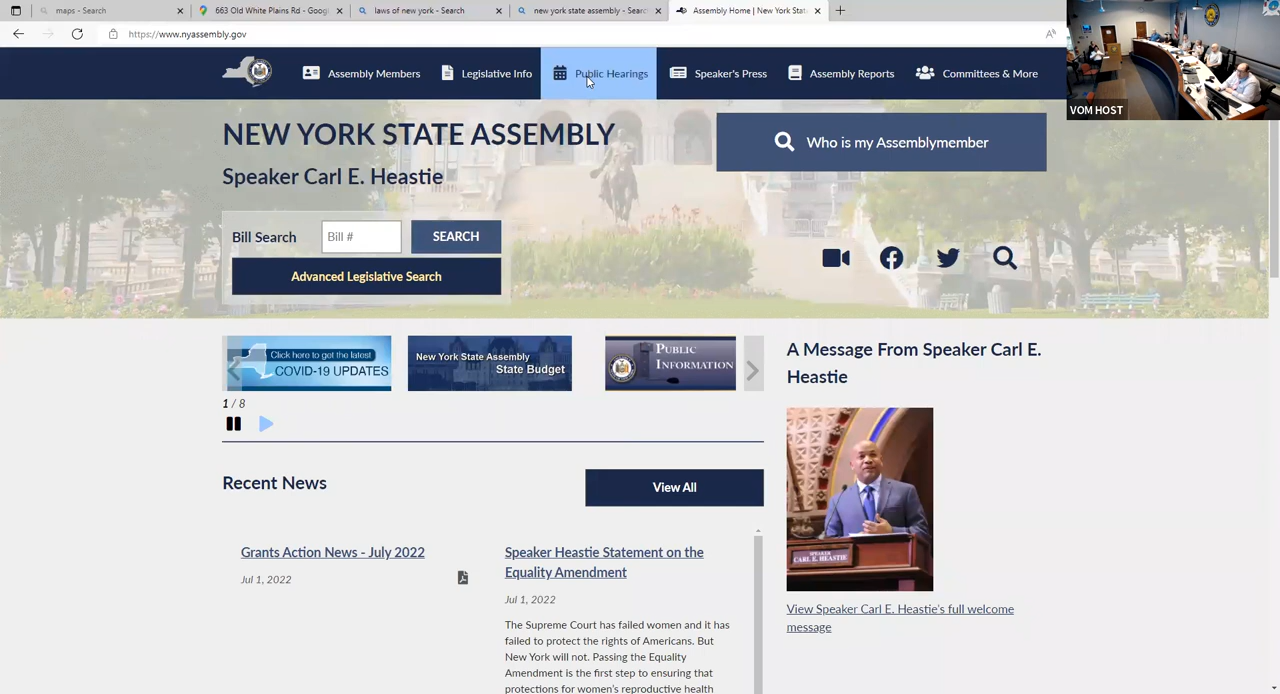 maps - Search
663 Old White Plains Rd - Googl
laws of new york - Search
new york state assembly - Searc
Assembly Home | New York Stat
https://www.nyassembly.gov
Assembly Members
Legislative Info
Public Hearings
Speaker's Press
Assembly Reports
Committees & More
VOM HOST
NEW YORK STATE ASSEMBLY
Speaker Carl E. Heastie
Who is my Assemblymember
Bill Search
Bill #
SEARCH
Advanced Legislative Search
Click here to get the latest
COVID-19 UPDATES
New York State Assembly
State Budget
PUBLIC
INFORMATION
1 / 8
A Message From Speaker Carl E.
Heastie
SPEAKER
CARL E. HEASTIE
View Speaker Carl E. Heastie's full welcome
message
Recent News
View All
Grants Action News - July 2022
Jul 1, 2022
Speaker Heastie Statement on the
Equality Amendment
Jul 1, 2022
The Supreme Court has failed women and it has
failed to protect the rights of Americans. But
New York will not. Passing the Equality
Amendment is the first step to ensuring that
protections for women's reproductive health